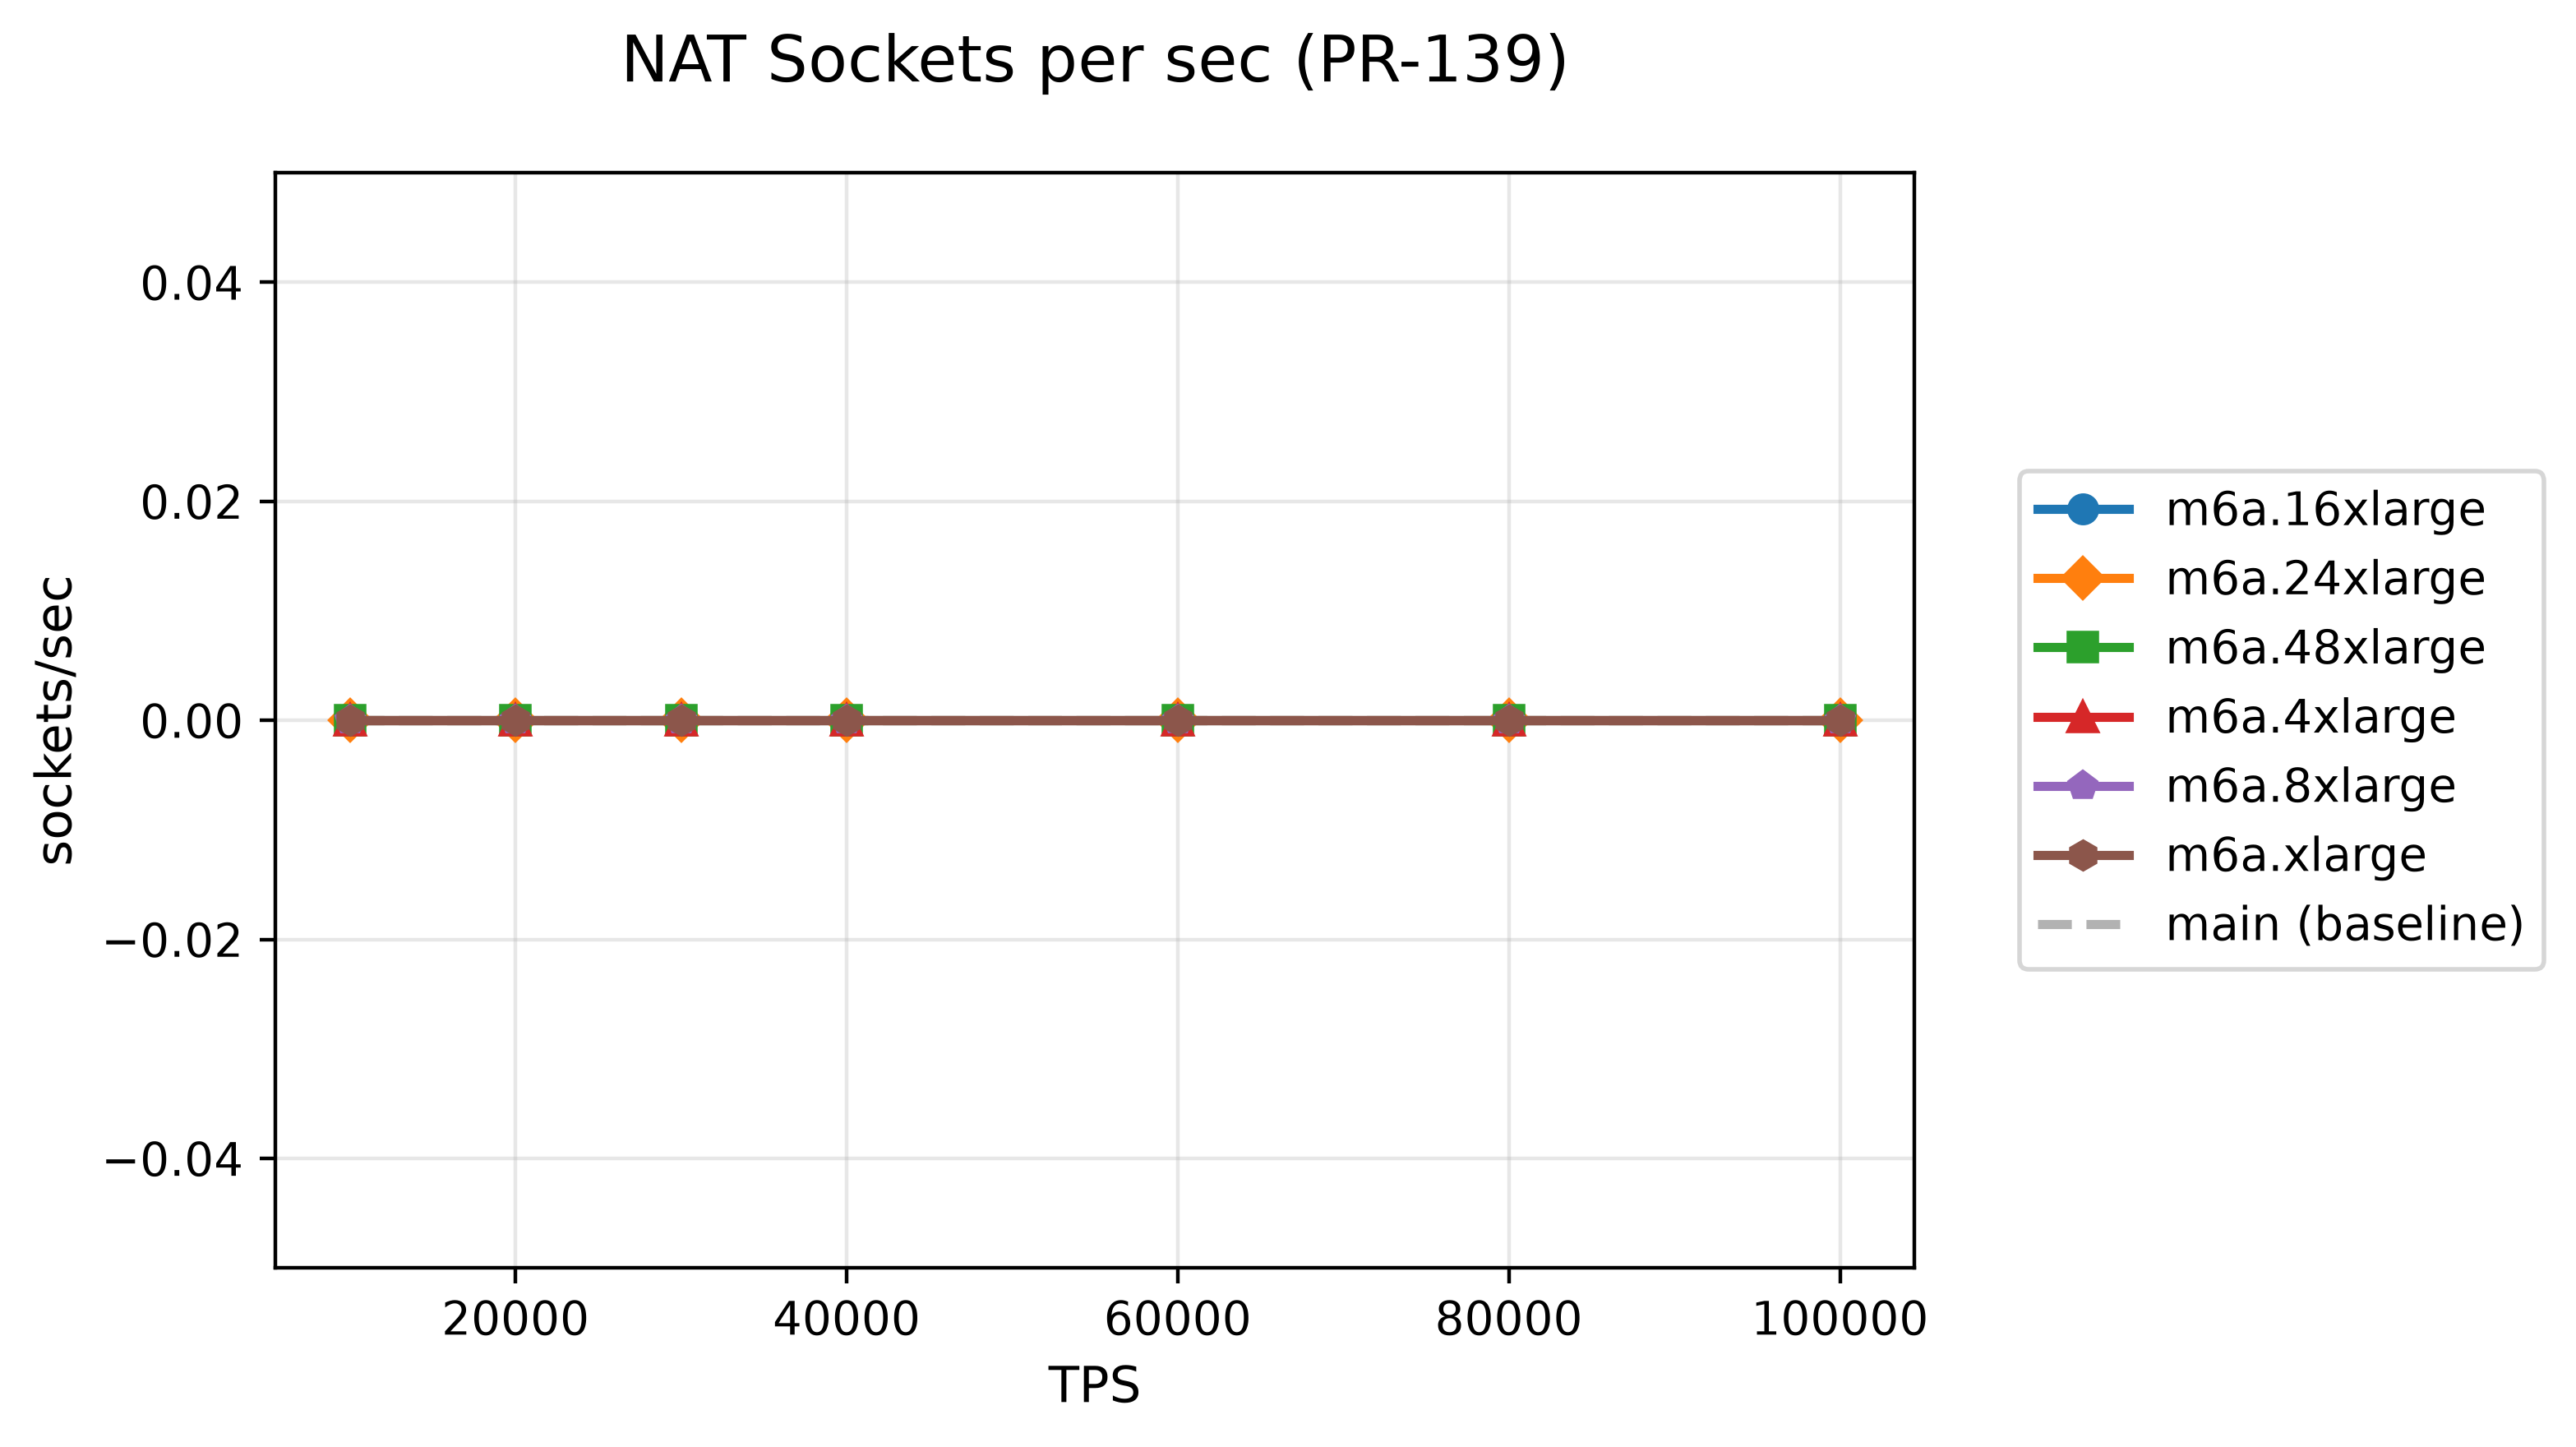 NAT Sockets per sec (PR-139)
0.04
0.02
0.00
−0.02
−0.04
sockets/sec
20000
40000
60000
80000
100000
TPS
m6a.16xlarge
m6a.24xlarge
m6a.48xlarge
m6a.4xlarge
m6a.8xlarge
m6a.xlarge
main (baseline)